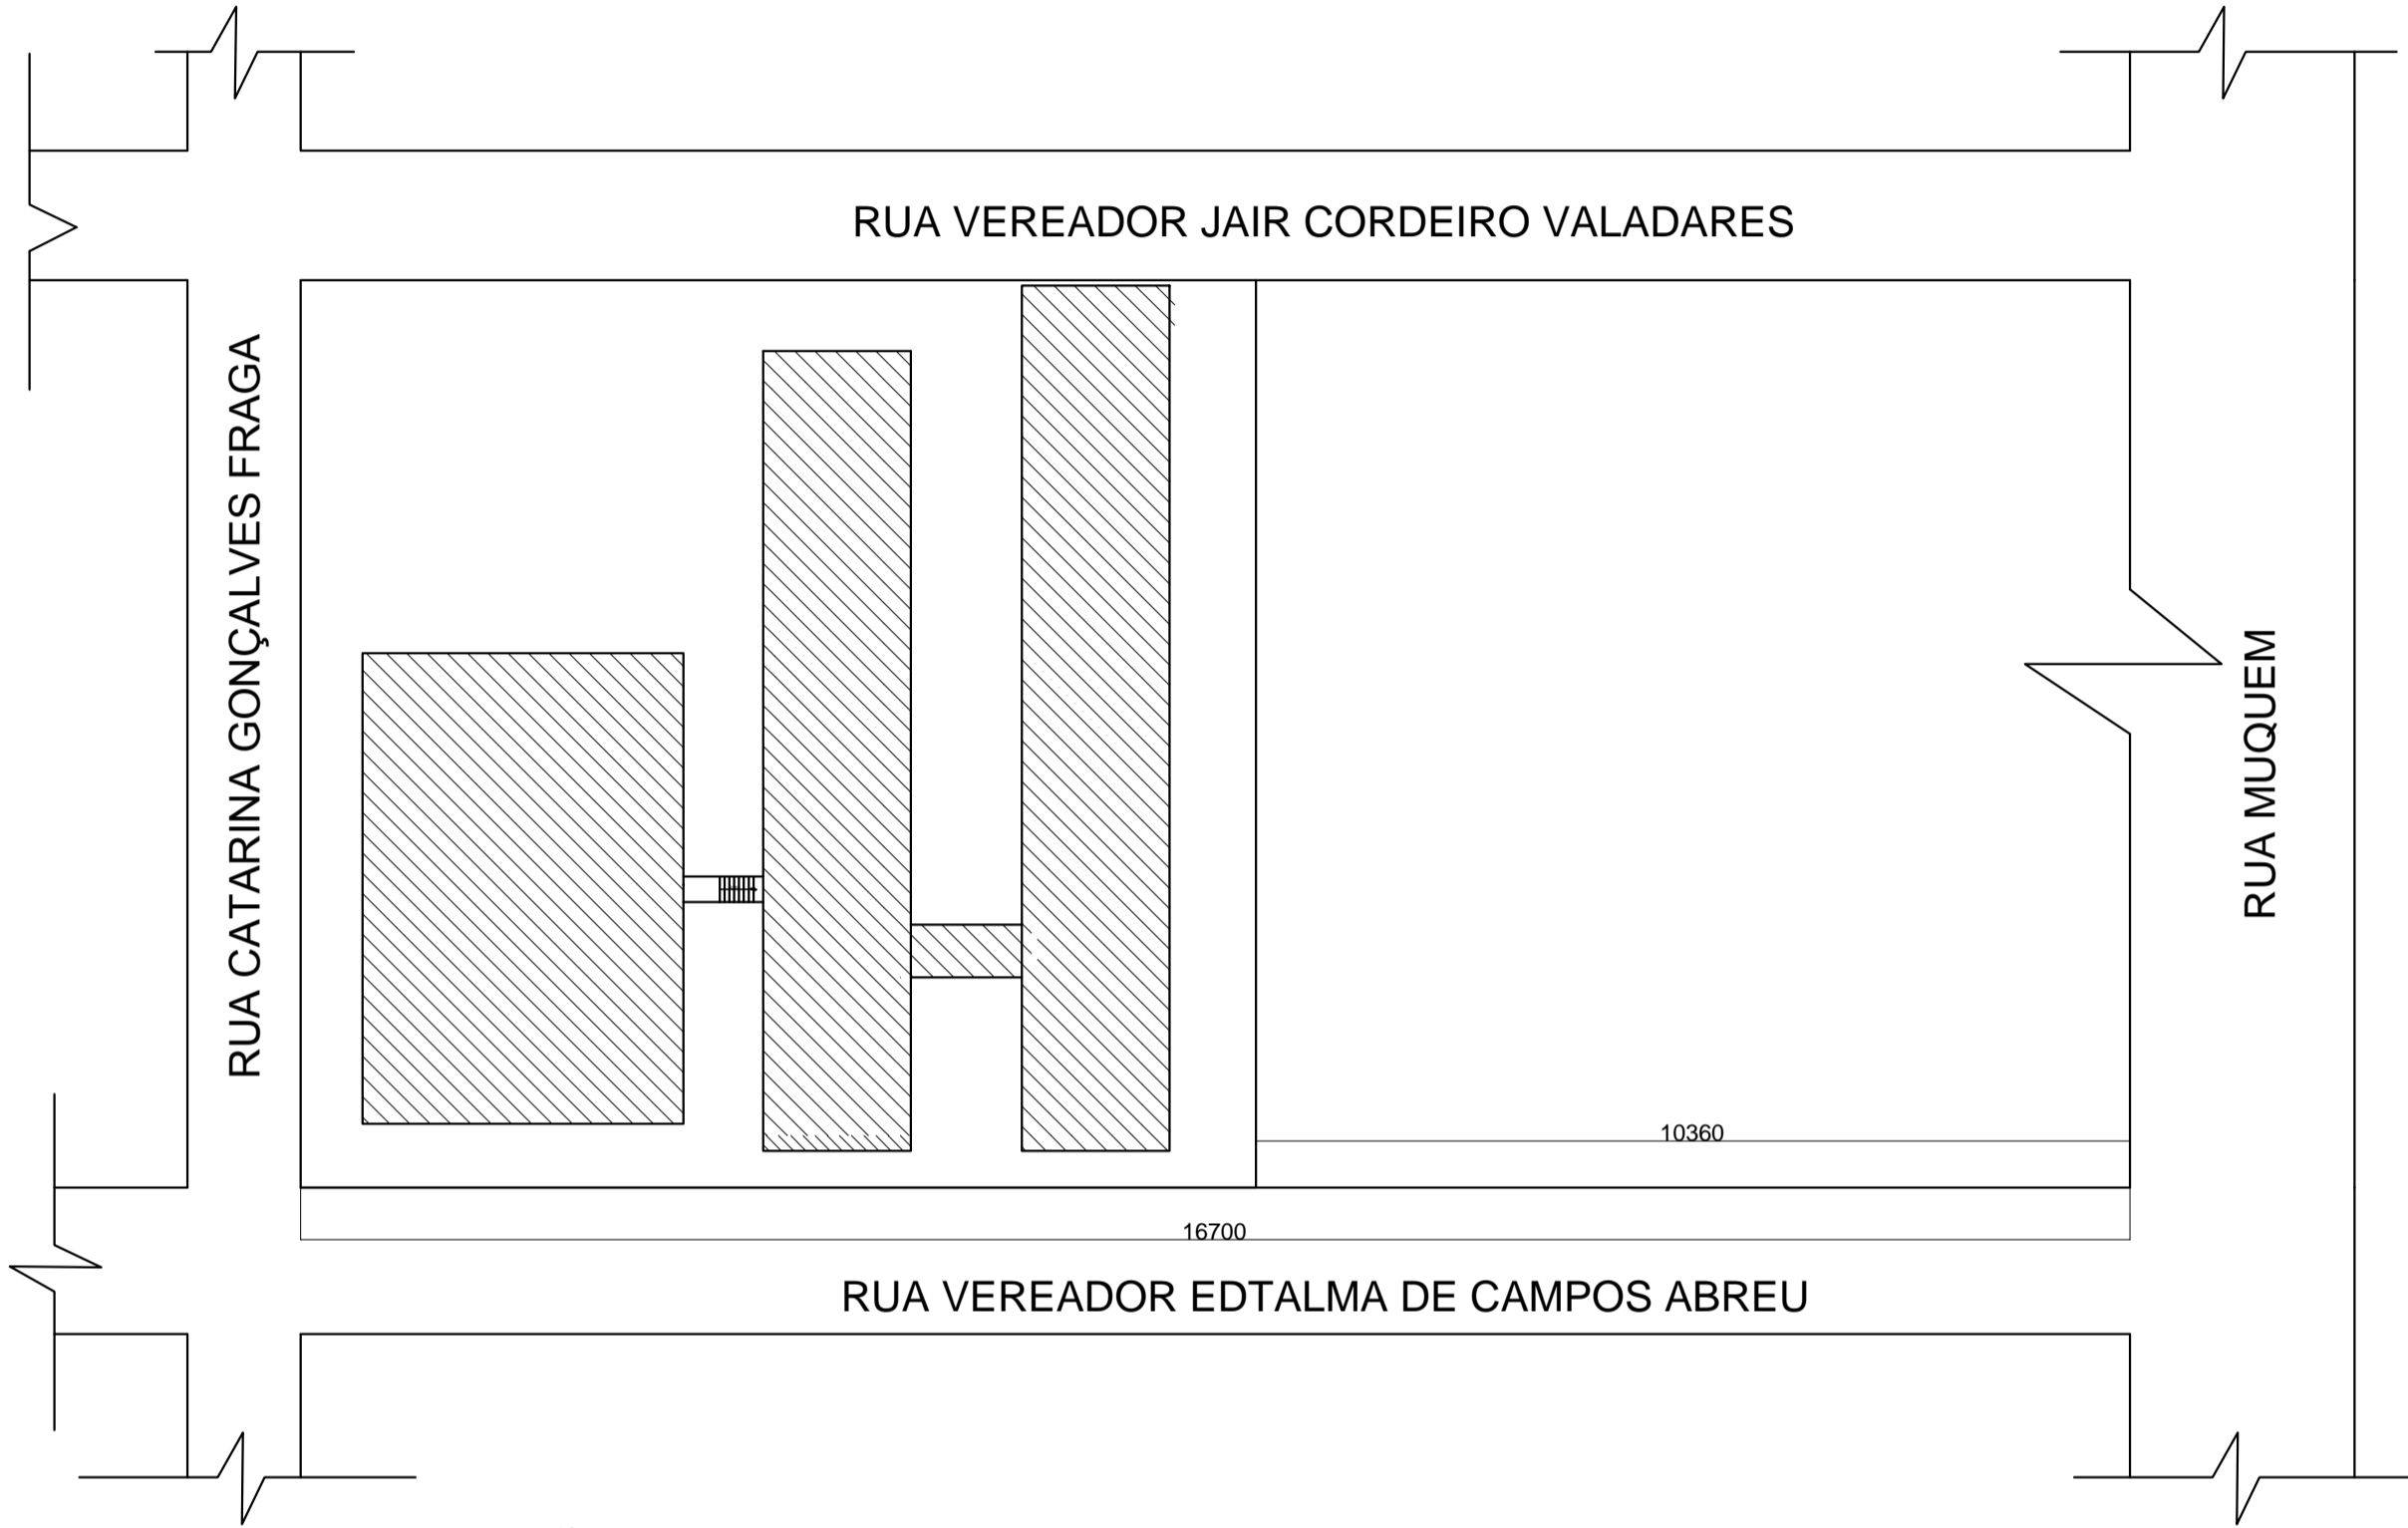 RUA VEREADOR JAIR CORDEIRO VALADARES
RUA CATARINA GONÇALVES FRAGA
RUA MUQUEM
10360
16700
RUA VEREADOR EDTALMA DE CAMPOS ABREU